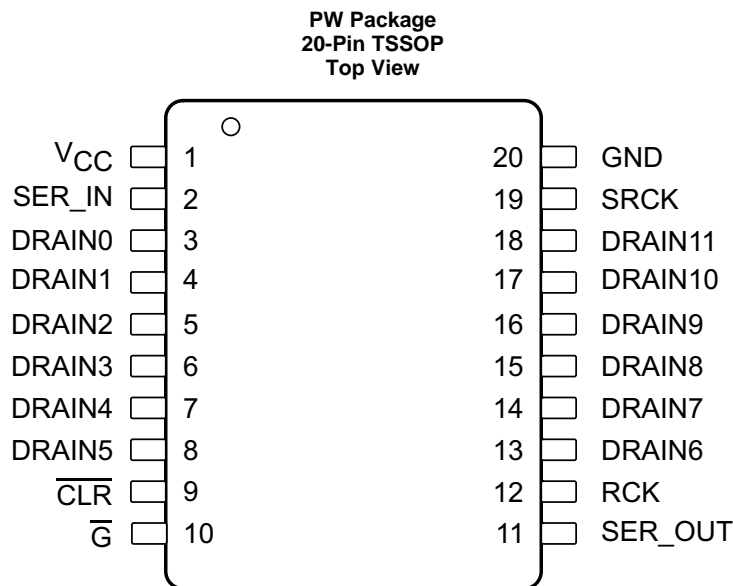 PW Package
20-Pin TSSOP
Top View
VCC 1 20 GND
SER_IN 2 19 SRCK
DRAIN0 3 18 DRAIN11
DRAIN1 4 17 DRAIN10
DRAIN2 5 16 DRAIN9
DRAIN3 6 15 DRAIN8
DRAIN4 7 14 DRAIN7
DRAIN5 8 13 DRAIN6
CLR 9 12 RCK
G 10 11 SER_OUT